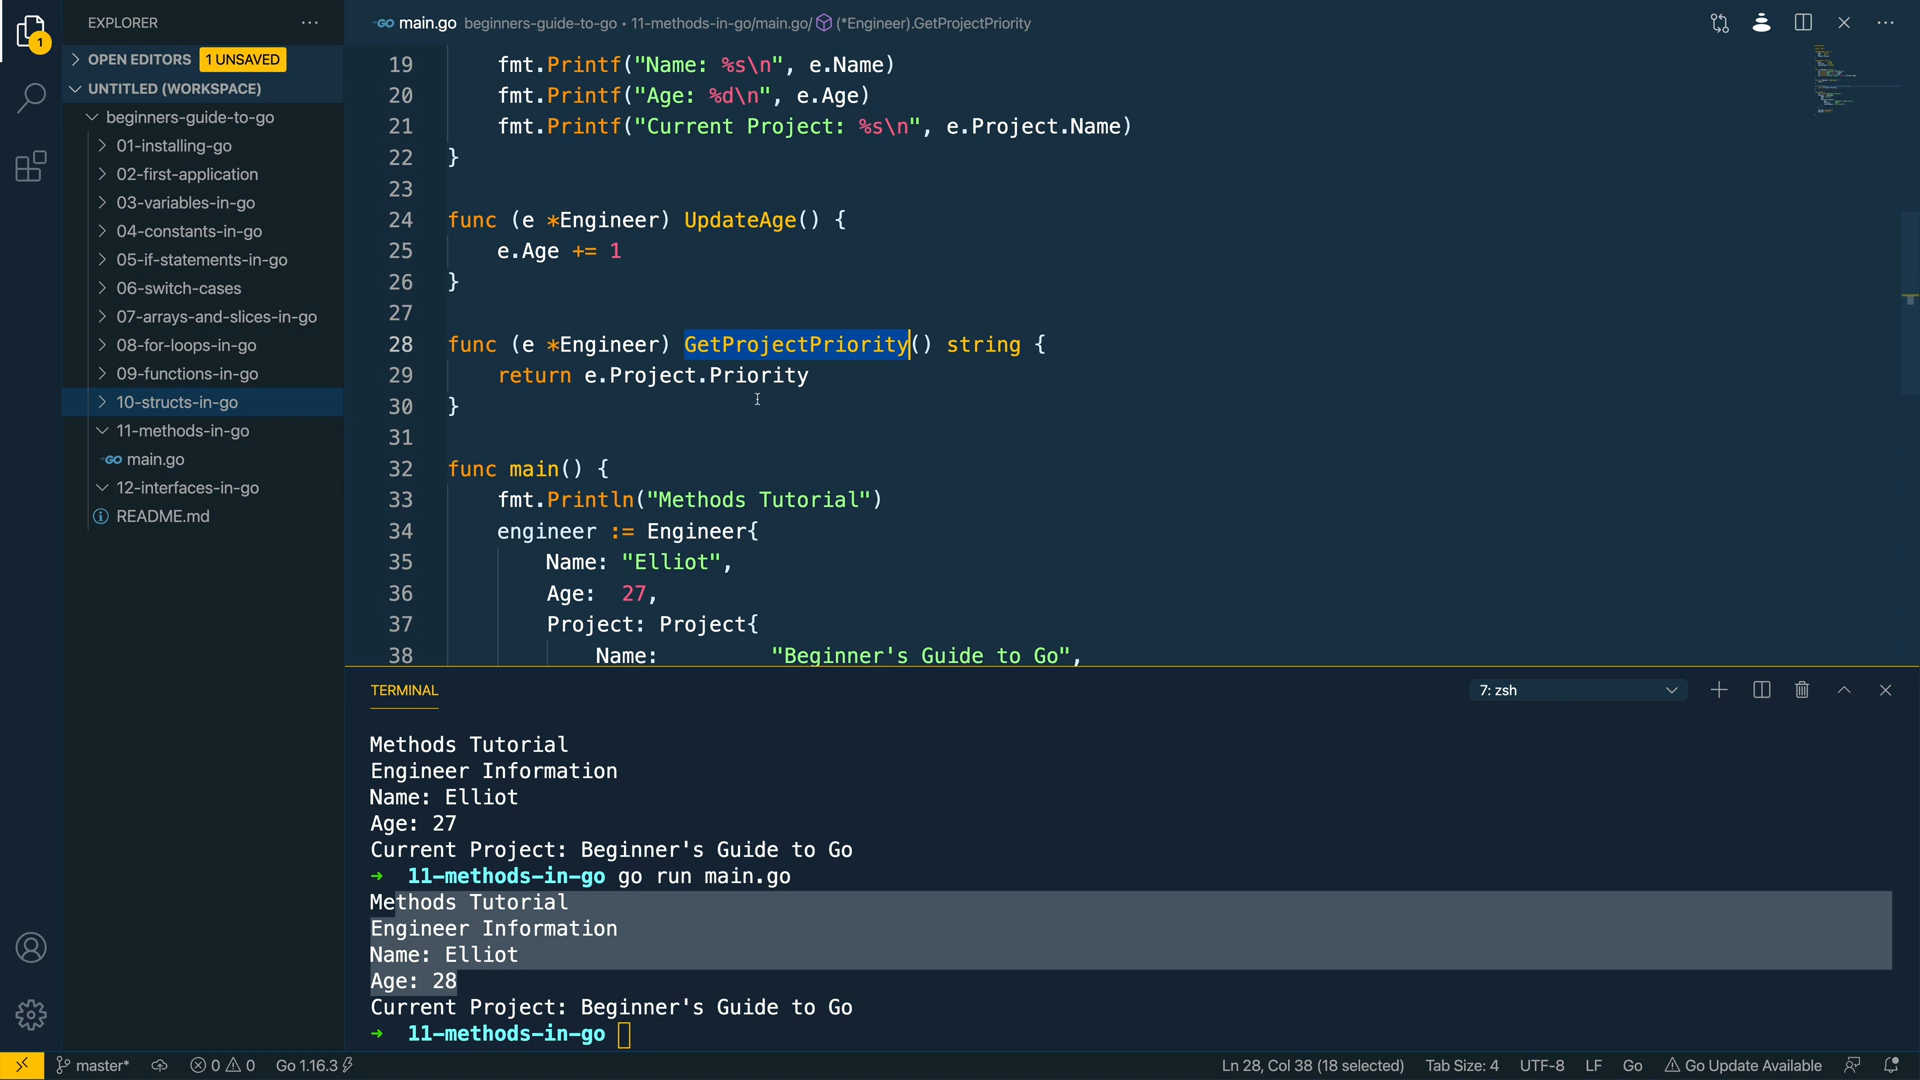 1
EXPLORER
OPEN EDITORS 1 UNSAVED
UNTITLED (WORKSPACE)
beginners-guide-to-go
01-installing-go
02-first-application
03-variables-in-go
04-constants-in-go
05-if-statements-in-go
06-switch-cases
07-arrays-and-slices-in-go
08-for-loops-in-go
09-functions-in-go
10-structs-in-go
11-methods-in-go
GO main.go
12-interfaces-in-go
README.md
GO main.go beginners-guide-to-go • 11-methods-in-go/main.go/ (*Engineer).GetProjectPriority
19 fmt.Printf("Name: %s\n", e.Name)
20 fmt.Printf("Age: %d\n", e.Age)
21 fmt.Printf("Current Project: %s\n", e.Project.Name)
22 }
23
24 func (e *Engineer) UpdateAge() {
25 e.Age += 1
26 }
27
28 func (e *Engineer) GetProjectPriority() string {
29 return e.Project.Priority
30 }
31
32 func main() {
33 fmt.Println("Methods Tutorial")
34 engineer := Engineer{
35 Name: "Elliot",
36 Age: 27,
37 Project: Project{
38 Name: "Beginner's Guide to Go",
TERMINAL 7: zsh
Methods Tutorial
Engineer Information
Name: Elliot
Age: 27
Current Project: Beginner's Guide to Go
➜ 11-methods-in-go go run main.go
Methods Tutorial
Engineer Information
Name: Elliot
Age: 28
Current Project: Beginner's Guide to Go
➜ 11-methods-in-go
master* 0 0 Go 1.16.3 Ln 28, Col 38 (18 selected) Tab Size: 4 UTF-8 LF Go Go Update Available